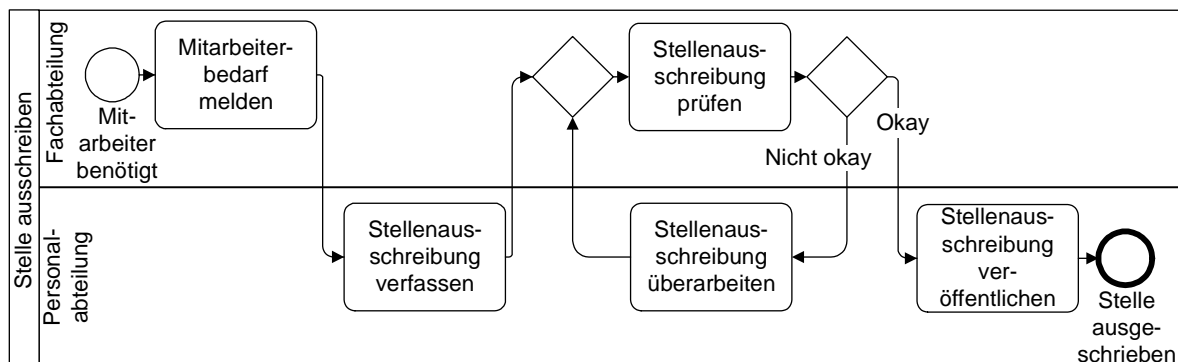 Stelle ausschreiben
Fachabteilung
Mit-
arbeiter
benötigt
Mitarbeiter-
bedarf
melden
Stellenaus-
schreibung
prüfen
Okay
Nicht okay
Personal-
abteilung
Stellenaus-
schreibung
verfassen
Stellenaus-
schreibung
überarbeiten
Stellenaus-
schreibung
ver-
öffentlichen
Stelle
ausge-
schrieben